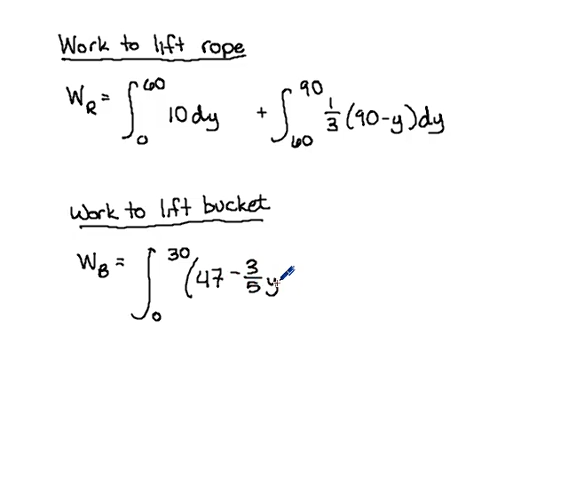 Work to lift rope
W_R = ∫_0^60 10 dy + ∫_60^90 1/3 (90-y) dy
Work to lift bucket
W_B = ∫_0^30 (47 - 3/5 y